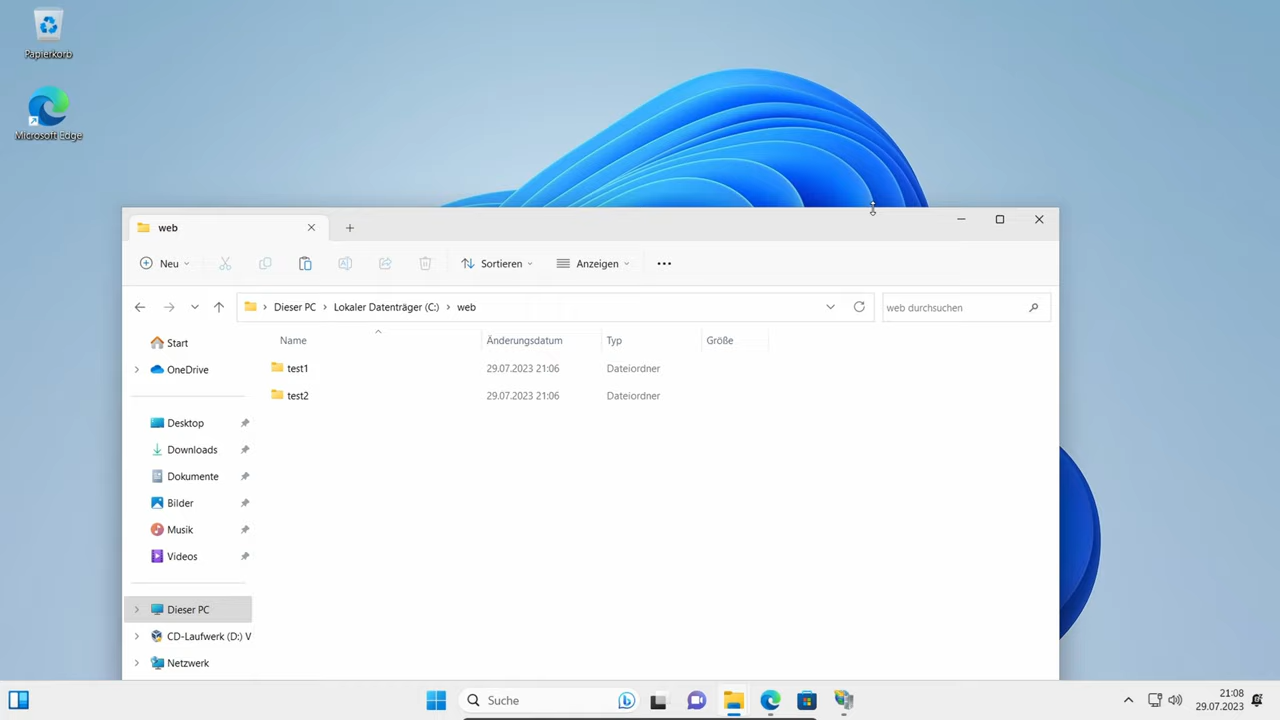 Papierkorb
Microsoft Edge
web
Neu
Sortieren
Anzeigen
Dieser PC
Lokaler Datenträger (C:)
web
web durchsuchen
Name
Änderungsdatum
Typ
Größe
test1
29.07.2023 21:06
Dateiordner
test2
29.07.2023 21:06
Dateiordner
Start
OneDrive
Desktop
Downloads
Dokumente
Bilder
Musik
Videos
Dieser PC
CD-Laufwerk (D:) V
Netzwerk
Suche
21:08
29.07.2023